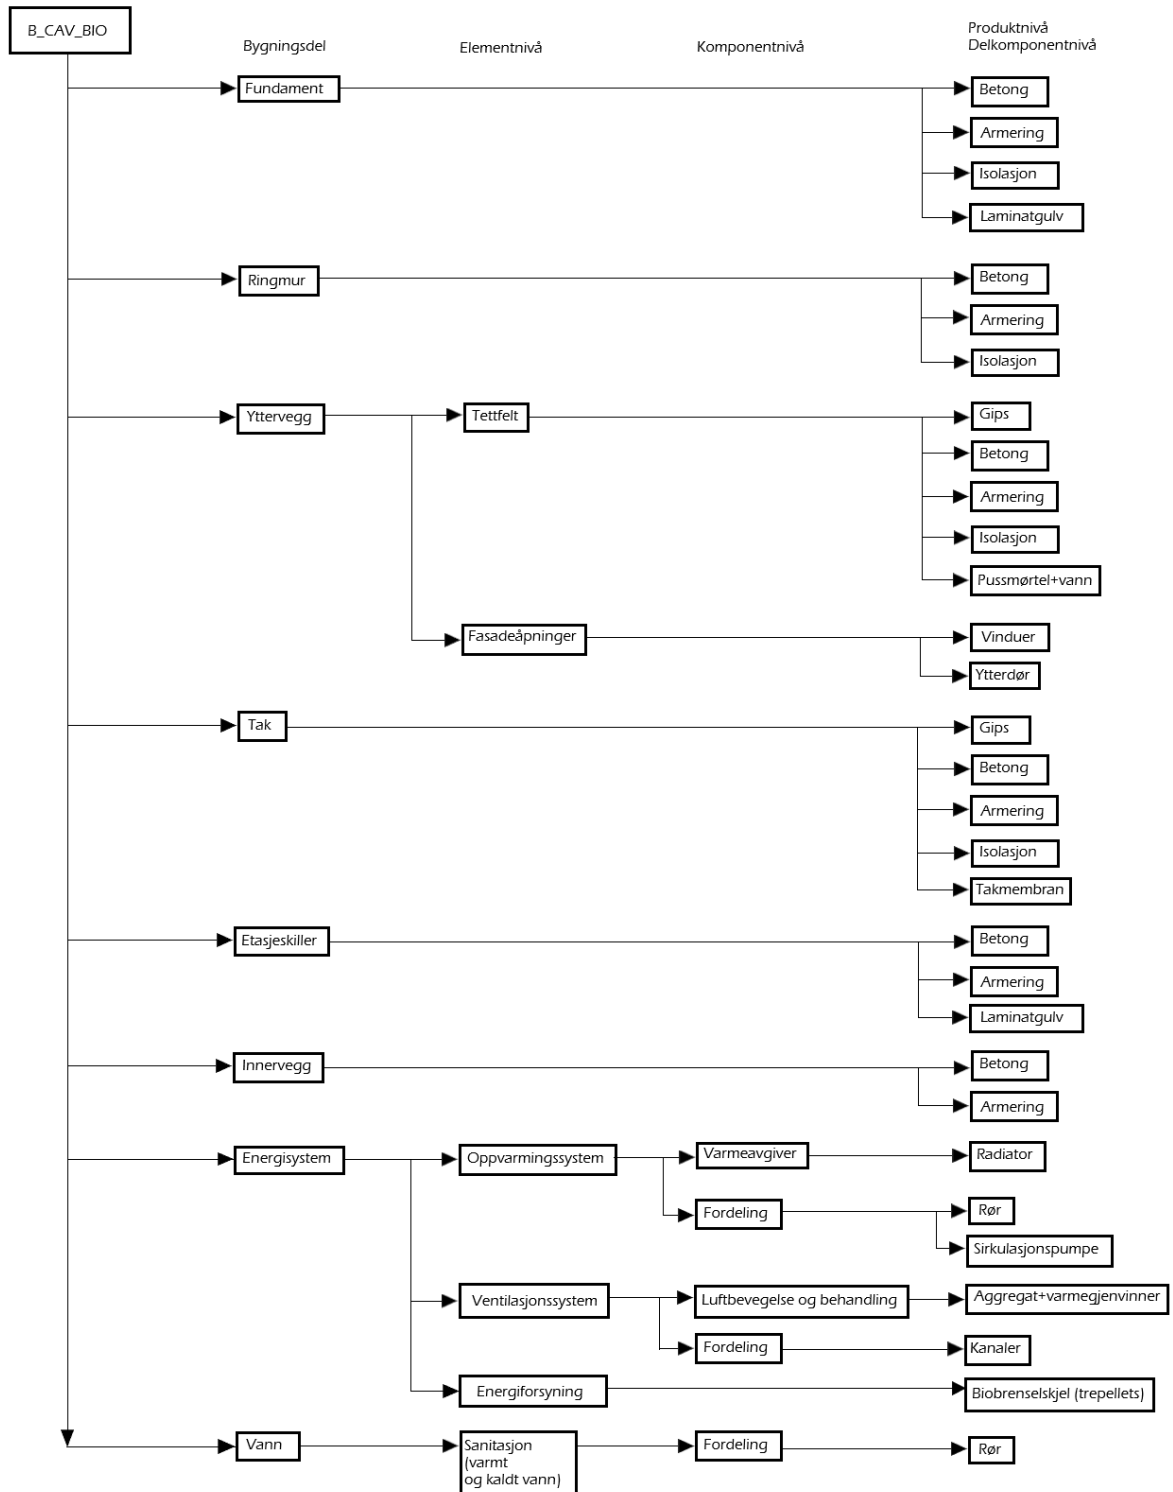 B_CAV_BIO
Bygningsdel
Elementnivå
Komponentnivå
Produktnivå
Delkomponentnivå
Fundament
Betong
Armering
Isolasjon
Laminatgulv
Ringmur
Betong
Armering
Isolasjon
Yttervegg
Tettfelt
Gips
Betong
Armering
Isolasjon
Pussmørtel+vann
Fasadeåpninger
Vinduer
Ytterdør
Tak
Gips
Betong
Armering
Isolasjon
Takmembran
Etasjeskiller
Betong
Armering
Laminatgulv
Innervegg
Betong
Armering
Energisystem
Oppvarmingssystem
Varmeavgiver
Radiator
Fordeling
Rør
Sirkulasjonspumpe
Ventilasjonssystem
Luftbevegelse og behandling
Aggregat+varmegjenvinner
Fordeling
Kanaler
Energiforsyning
Biobrenselskjel (trepellets)
Vann
Sanitasjon
(varmt
og kaldt vann)
Fordeling
Rør